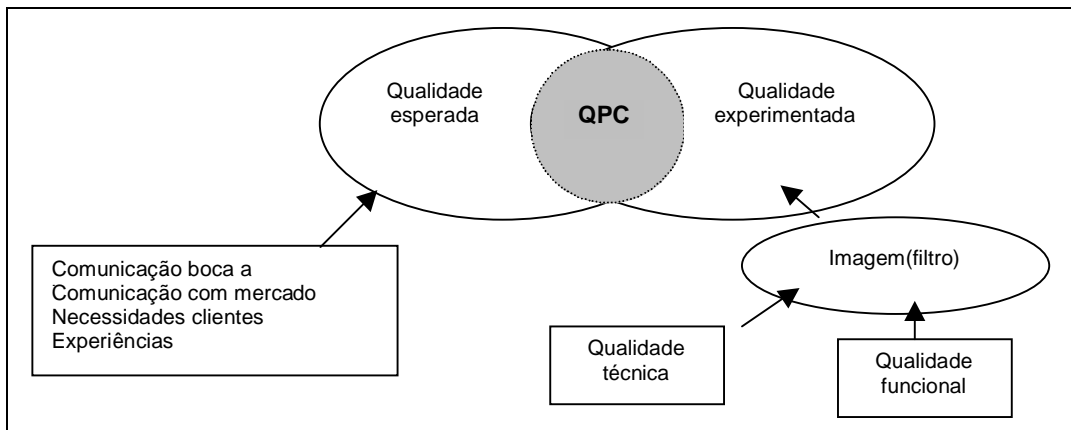 Qualidade
esperada
QPC
Qualidade
experimentada
Comunicação boca a
Comunicação com mercado
Necessidades clientes
Experiências
Imagem(filtro)
Qualidade
técnica
Qualidade
funcional